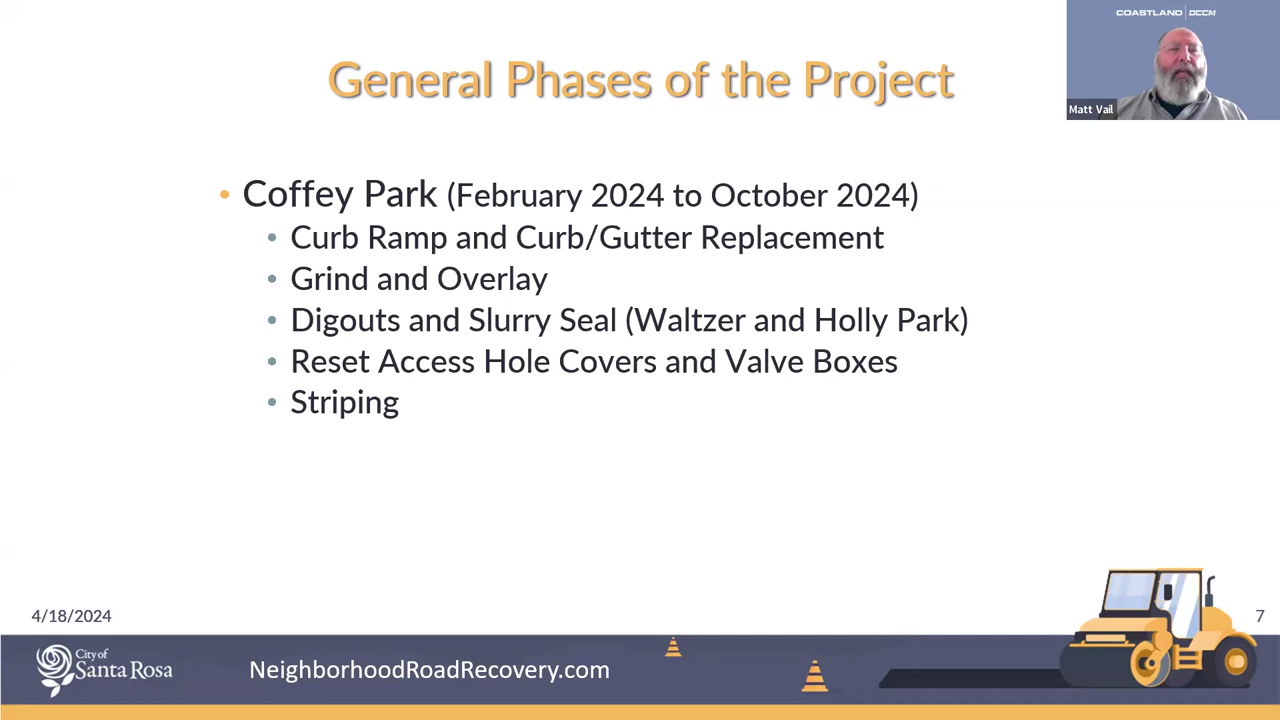 COASTLAND | DCCM
General Phases of the Project
Matt Vail
• Coffey Park (February 2024 to October 2024)
• Curb Ramp and Curb/Gutter Replacement
• Grind and Overlay
• Digouts and Slurry Seal (Waltzer and Holly Park)
• Reset Access Hole Covers and Valve Boxes
• Striping
4/18/2024
7
City of
Santa Rosa
NeighborhoodRoadRecovery.com